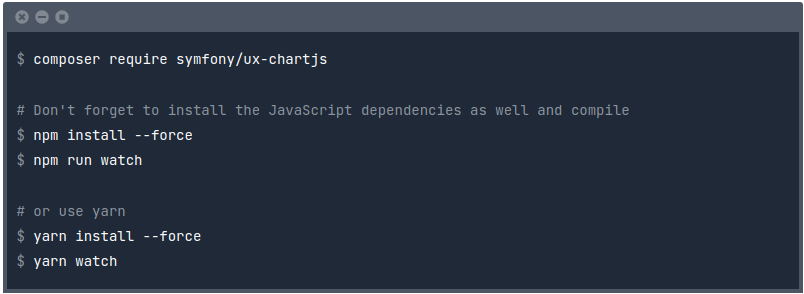 $ composer require symfony/ux-chartjs
# Don't forget to install the JavaScript dependencies as well and compile
$ npm install --force
$ npm run watch
# or use yarn
$ yarn install --force
$ yarn watch